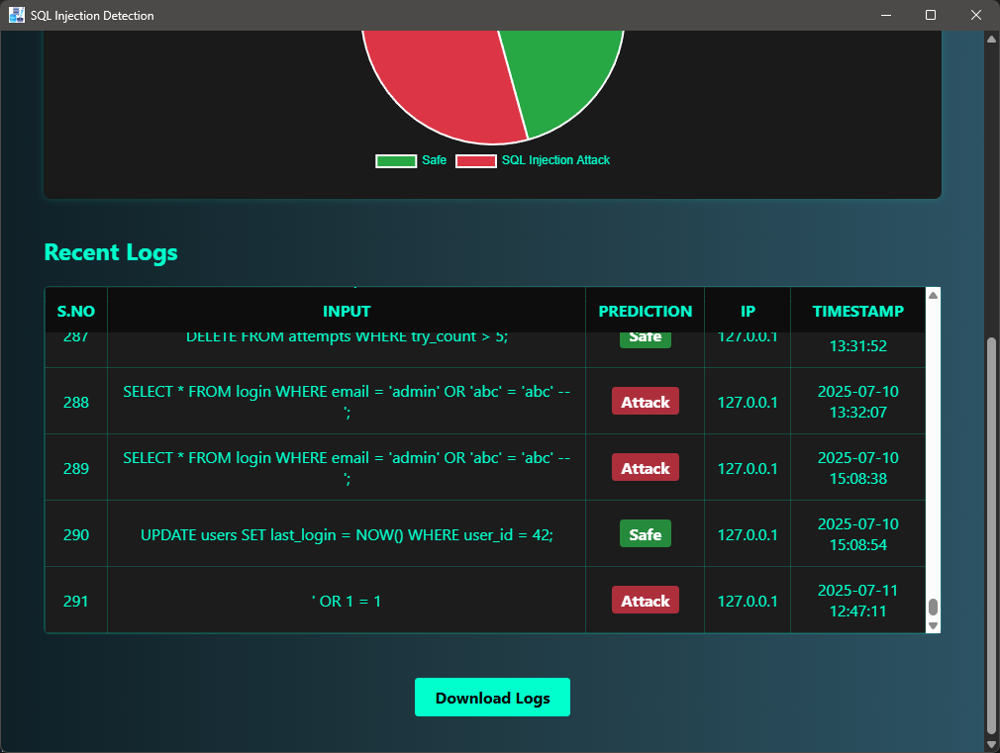 SQL Injection Detection
Safe
SQL Injection Attack
Recent Logs
S.NO INPUT PREDICTION IP TIMESTAMP
287 DELETE FROM attempts WHERE try_count > 5; Safe 127.0.0.1 13:31:52
288 SELECT * FROM login WHERE email = 'admin' OR 'abc' = 'abc' -- Attack 127.0.0.1 2025-07-10
'; 13:32:07
289 SELECT * FROM login WHERE email = 'admin' OR 'abc' = 'abc' -- Attack 127.0.0.1 2025-07-10
'; 15:08:38
290 UPDATE users SET last_login = NOW() WHERE user_id = 42; Safe 127.0.0.1 2025-07-10
15:08:54
291 ' OR 1 = 1 Attack 127.0.0.1 2025-07-11
12:47:11
Download Logs